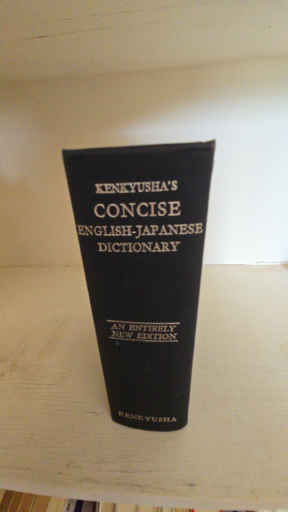 KENKYUSHA'S
CONCISE
ENGLISH-JAPANESE
DICTIONARY
AN ENTIRELY
NEW EDITION
KENKYUSHA